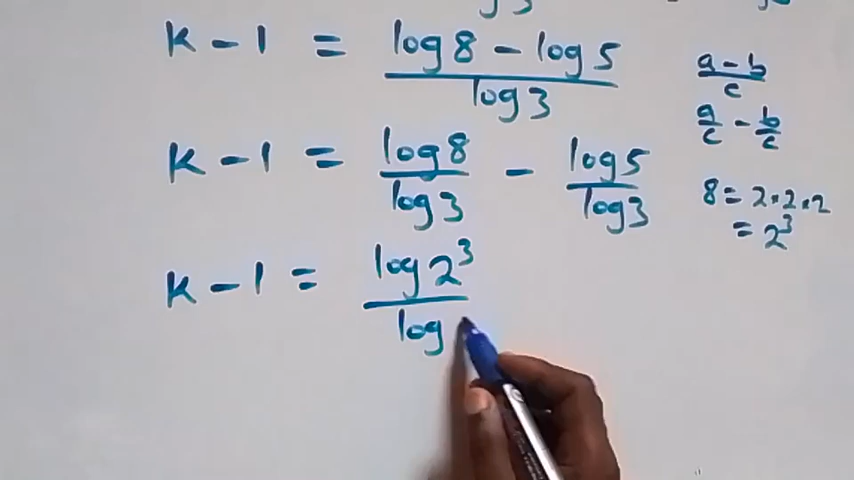 k - 1 = (log 8 - log 5) / log 3
k - 1 = log 8 / log 3 - log 5 / log 3
k - 1 = log 2³ / log
(a - b) / c
a/c - b/c
8 = 2·2·2
= 2³